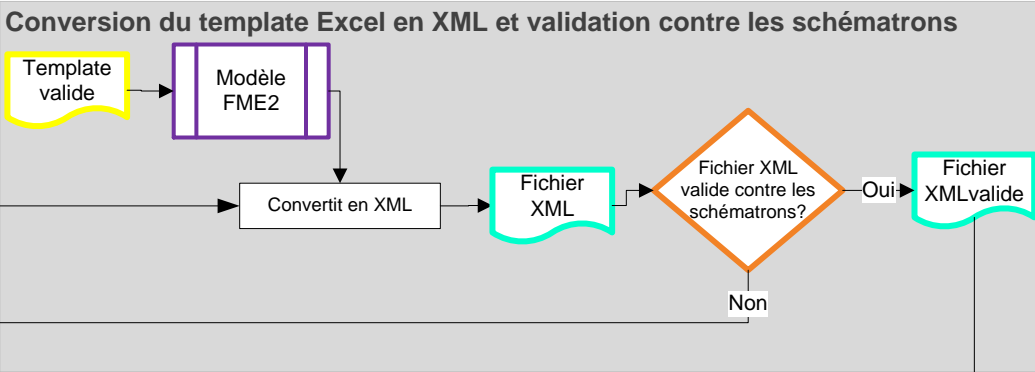 Conversion du template Excel en XML et validation contre les schématrons
Template
valide
Modèle
FME2
Convertit en XML
Fichier
XML
Fichier XML
valide contre les
schématrons?
Oui
Fichier
XMLvalide
Non